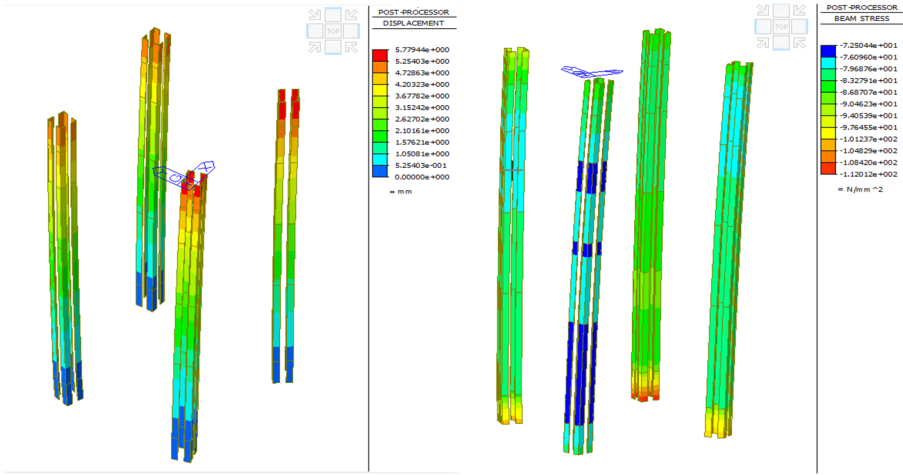 POST-PROCESSOR
DISPLACEMENT
5.77944e+000
5.25403e+000
4.72863e+000
4.20323e+000
3.67782e+000
3.15242e+000
2.62702e+000
2.10161e+000
1.57621e+000
1.05081e+000
5.25403e-001
0.00000e+000
= mm
TOP
POST-PROCESSOR
BEAM STRESS
-7.25044e+001
-7.60960e+001
-7.96876e+001
-8.32791e+001
-8.68707e+001
-9.04623e+001
-9.40539e+001
-9.76455e+001
-1.01237e+002
-1.04829e+002
-1.08420e+002
-1.12012e+002
= N/mm^2
TOP